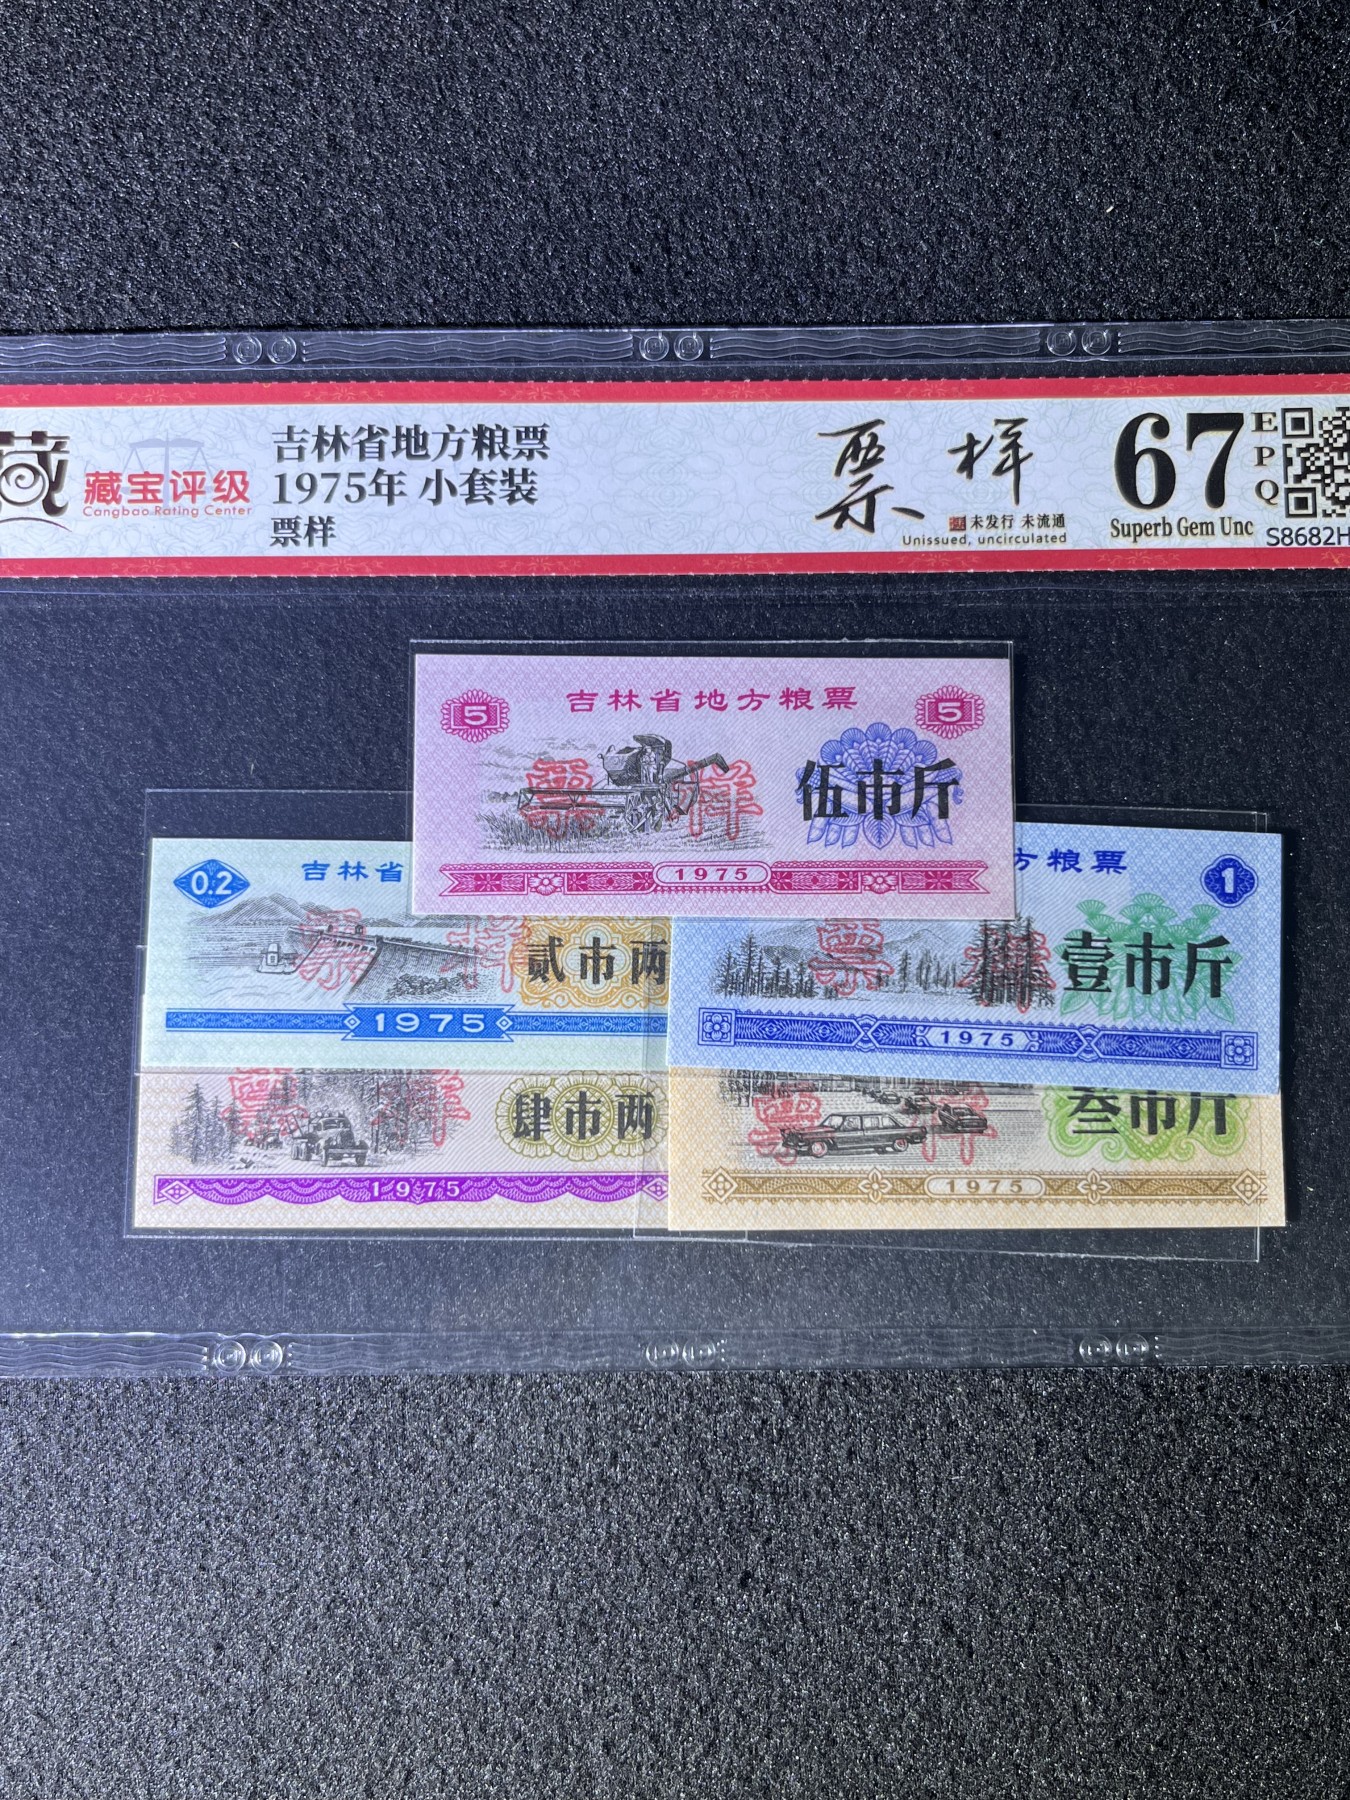 藏
藏宝评级
Cangbao Rating Center
吉林省地方粮票
1975年 小套装
票样
票样
未发行 未流通
Unissued, uncirculated
67
EPQ
Superb Gem Unc
S8682H
5
吉林省地方粮票
5
票样
伍市斤
1975
0.2
吉林省
票样
贰市两
1975
方粮票
1
票样
壹市斤
1975
票样
肆市两
1975
票样
叁市斤
1975